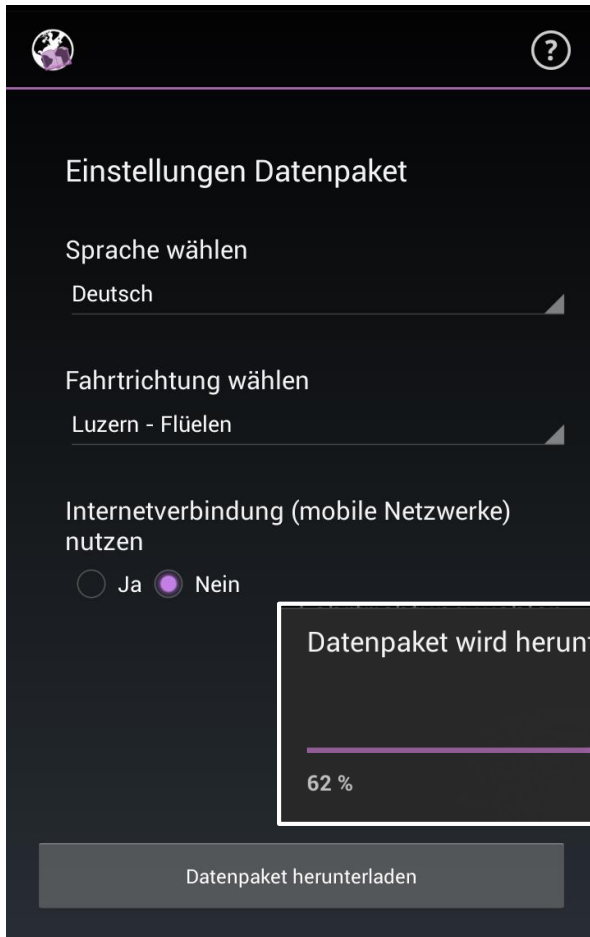 ?
Einstellungen Datenpaket
Sprache wählen
Deutsch
Fahrtrichtung wählen
Luzern - Flüelen
Internetverbindung (mobile Netzwerke)
nutzen
Ja Nein
Datenpaket wird herunt
62 %
Datenpaket herunterladen